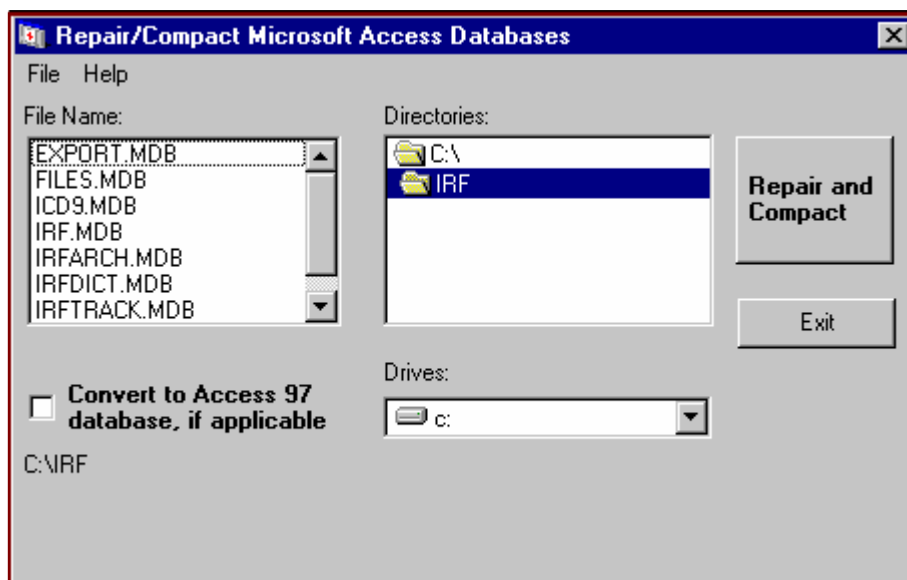 Repair/Compact Microsoft Access Databases
File Help
File Name:
EXPORT.MDB
FILES.MDB
ICD9.MDB
IRF.MDB
IRFARCH.MDB
IRFDICT.MDB
IRFTRACK.MDB
Directories:
C:\
IRF
Repair and
Compact
Exit
Convert to Access 97
database, if applicable
Drives:
c:
C:\IRF